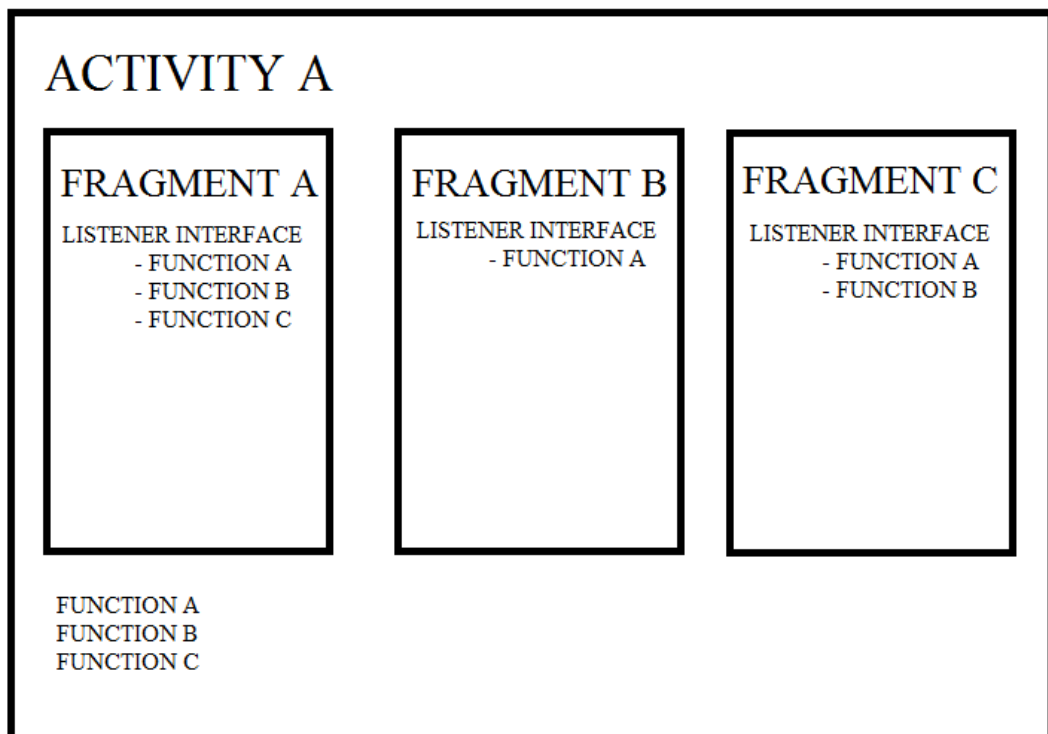 ACTIVITY A
FRAGMENT A
LISTENER INTERFACE
- FUNCTION A
- FUNCTION B
- FUNCTION C
FRAGMENT B
LISTENER INTERFACE
- FUNCTION A
FRAGMENT C
LISTENER INTERFACE
- FUNCTION A
- FUNCTION B
FUNCTION A
FUNCTION B
FUNCTION C